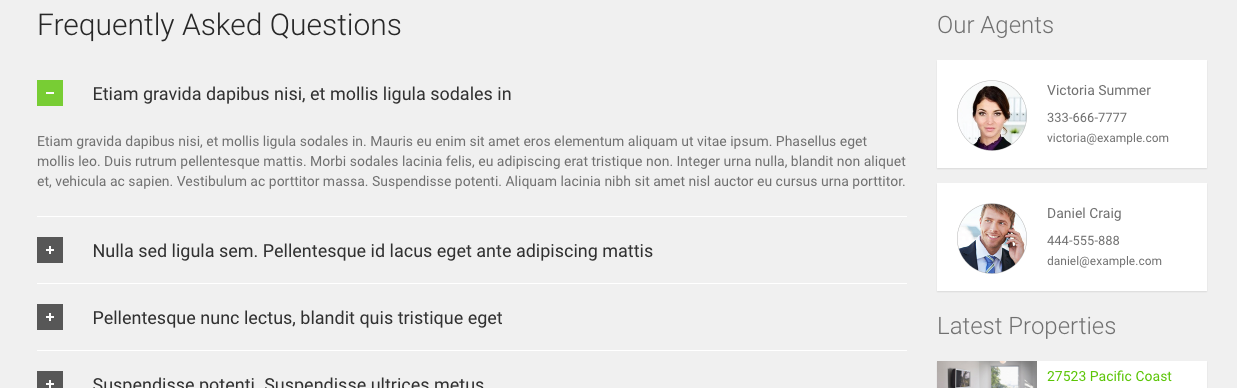 Frequently Asked Questions
Etiam gravida dapibus nisi, et mollis ligula sodales in
Etiam gravida dapibus nisi, et mollis ligula sodales in. Mauris eu enim sit amet eros elementum aliquam ut vitae ipsum. Phasellus eget
mollis leo. Duis rutrum pellentesque mattis. Morbi sodales lacinia felis, eu adipiscing erat tristique non. Integer urna nulla, blandit non aliquet
et, vehicula ac sapien. Vestibulum ac porttitor massa. Suspendisse potenti. Aliquam lacinia nibh sit amet nisl auctor eu cursus urna porttitor.
Nulla sed ligula sem. Pellentesque id lacus eget ante adipiscing mattis
Pellentesque nunc lectus, blandit quis tristique eget
Suspendisse potenti. Suspendisse ultrices metus
Our Agents
Victoria Summer
333-666-7777
victoria@example.com
Daniel Craig
444-555-888
daniel@example.com
Latest Properties
27523 Pacific Coast